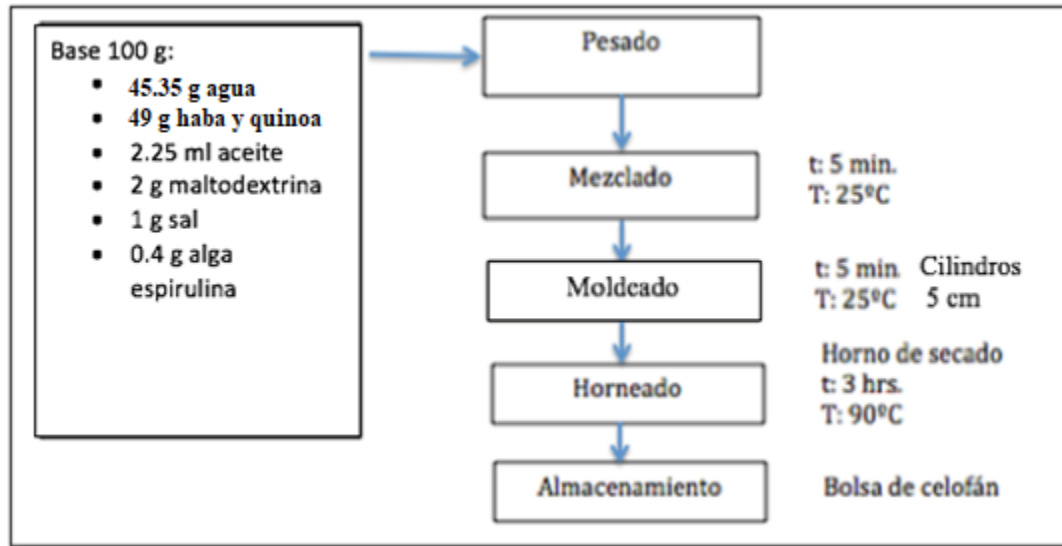 Base 100 g:
▪ 45.35 g agua
• 49 g haba y quinoa
• 2.25 ml aceite
• 2 g maltodextrina
• 1 g sal
• 0.4 g alga
espirulina
Pesado
Mezclado
t: 5 min.
T: 25ºC
Moldeado
t: 5 min. Cilindros
T: 25ºC 5 cm
Horneado
Horno de secado
t: 3 hrs.
T: 90ºC
Almacenamiento
Bolsa de celofán